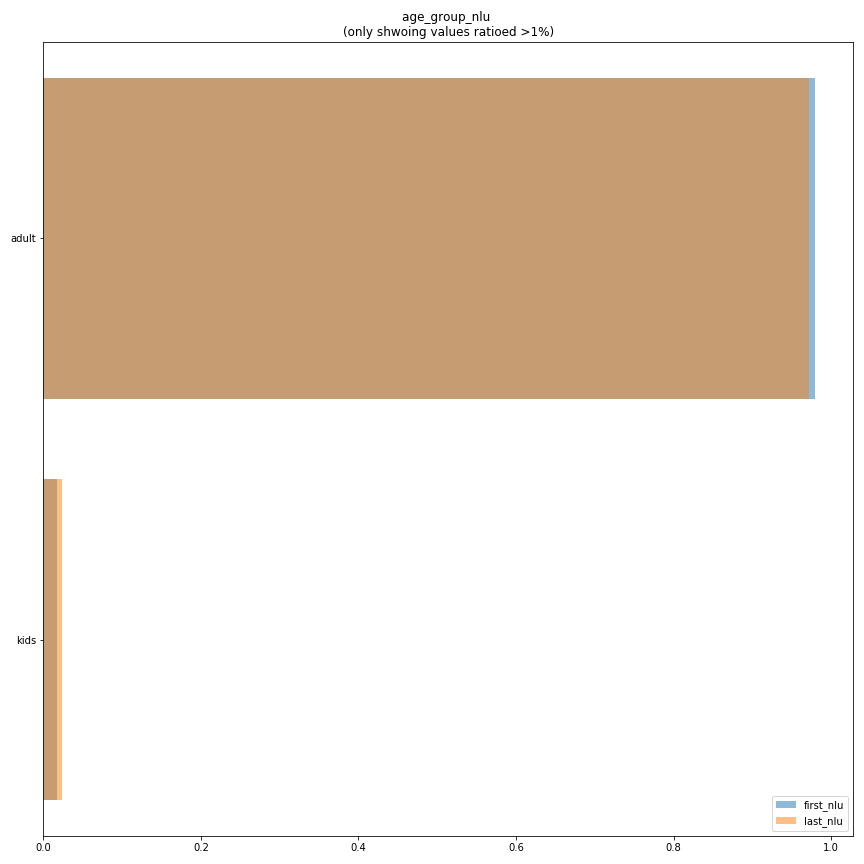 age_group_nlu
(only shwoing values ratioed >1%)
adult
kids
first_nlu
last_nlu
0.0 0.2 0.4 0.6 0.8 1.0